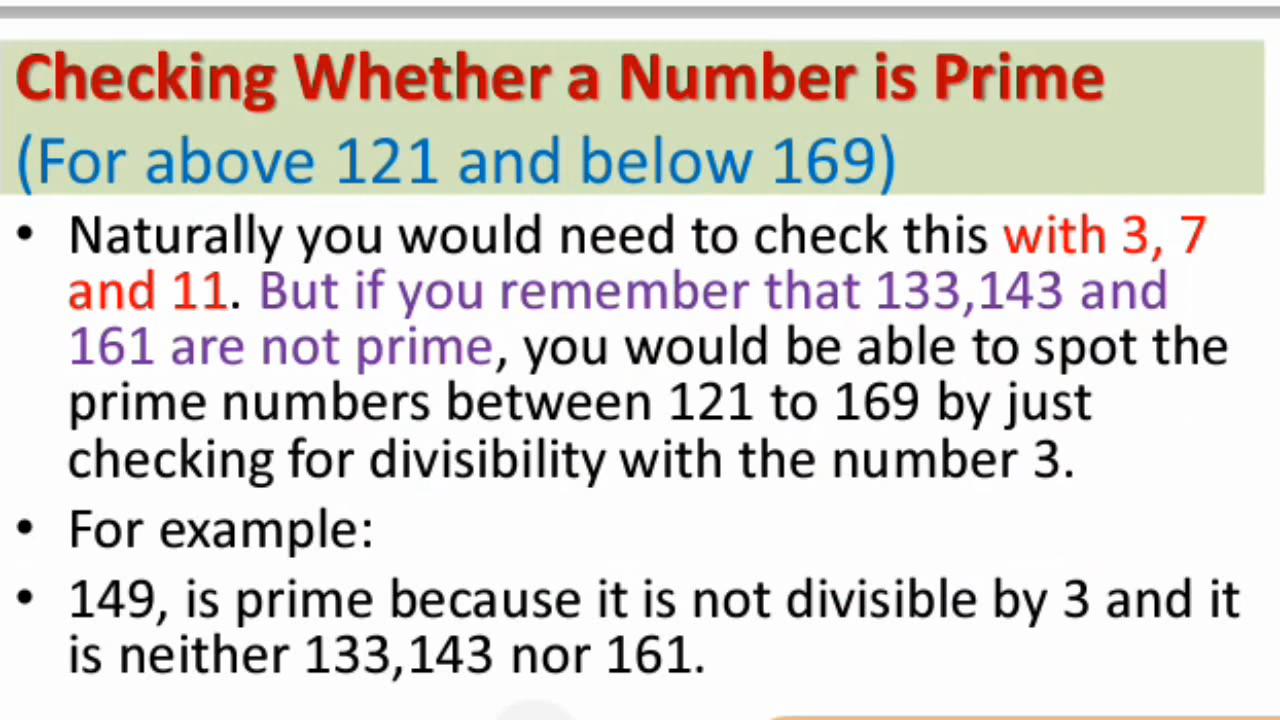 Checking Whether a Number is Prime
(For above 121 and below 169)
• Naturally you would need to check this with 3, 7
and 11. But if you remember that 133,143 and
161 are not prime, you would be able to spot the
prime numbers between 121 to 169 by just
checking for divisibility with the number 3.
• For example:
• 149, is prime because it is not divisible by 3 and it
is neither 133,143 nor 161.